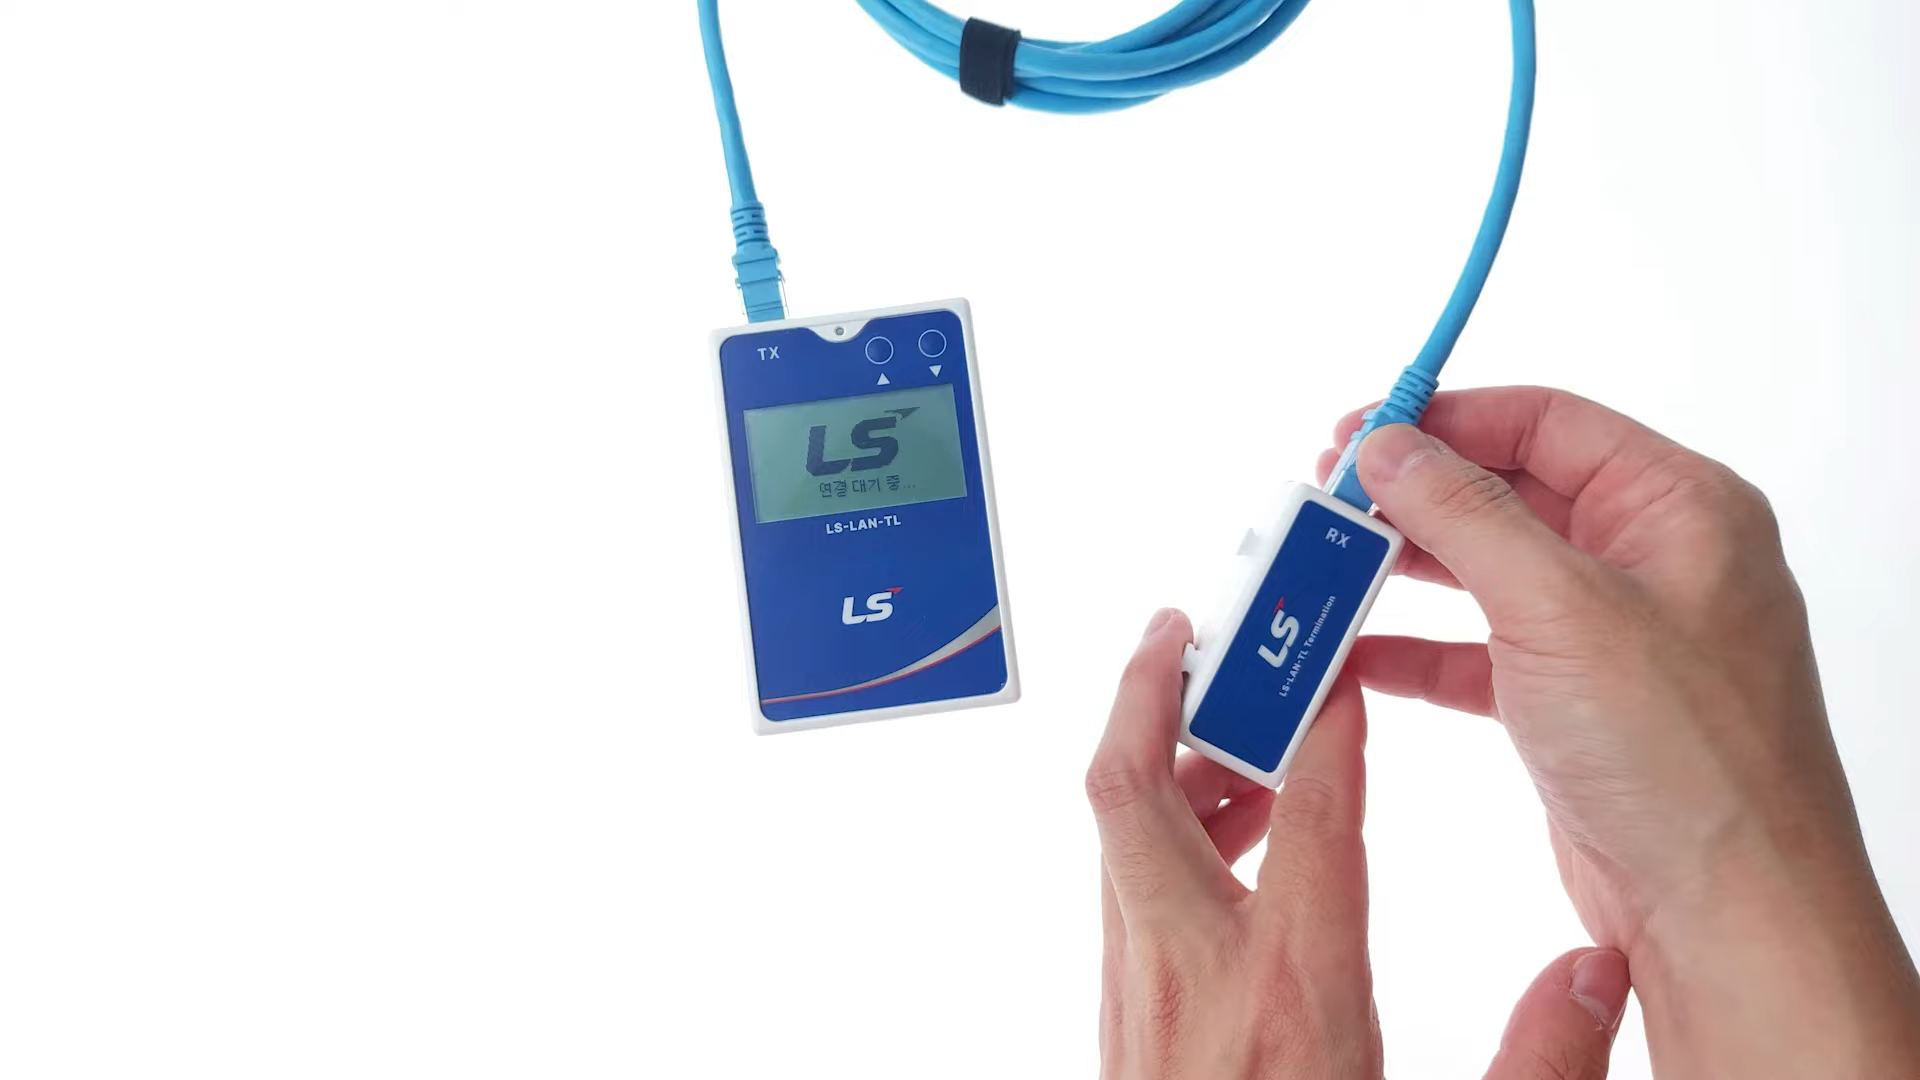 TX
LS
연결 대기 중...
LS-LAN-TL
LS
RX
LS
LS-LAN-TL Termination